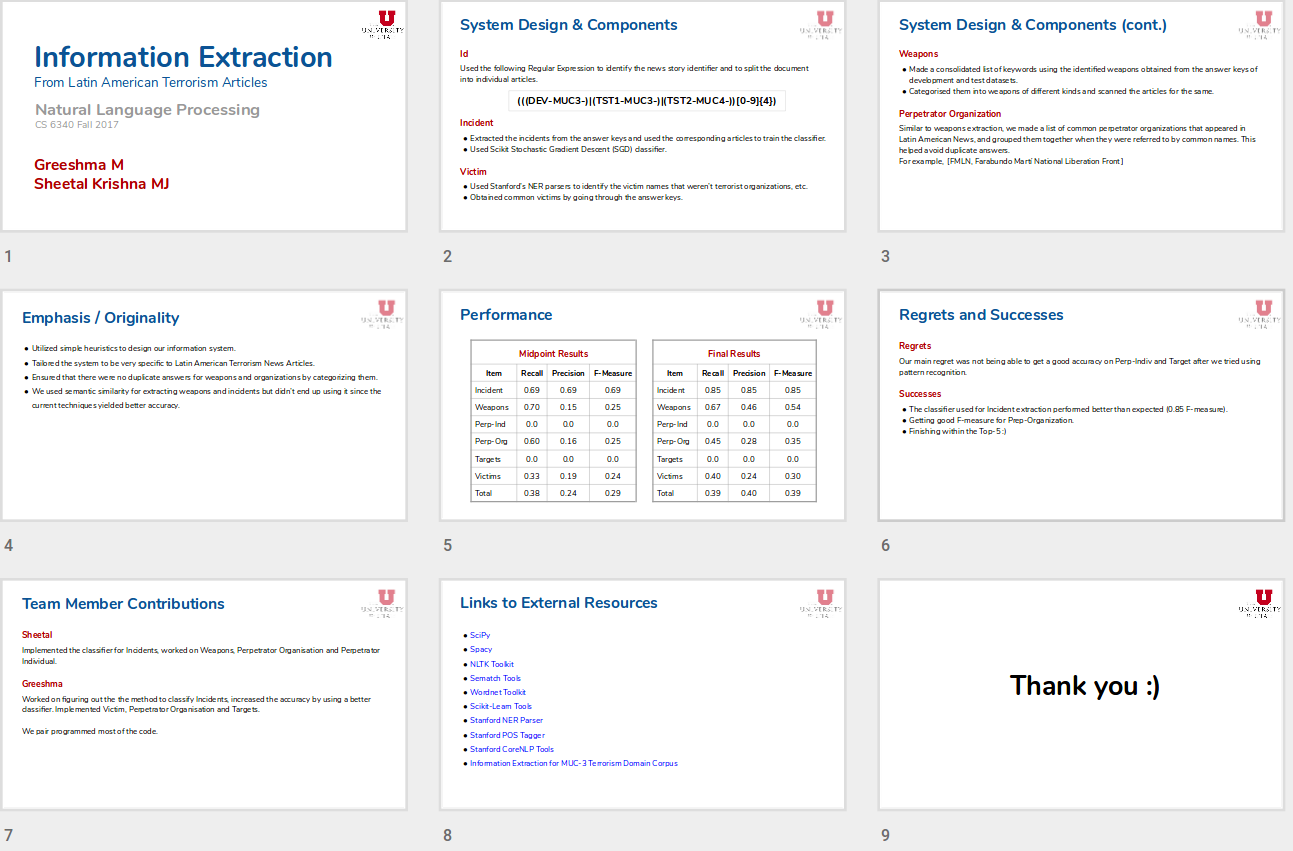 Information Extraction
From Latin American Terrorism Articles
Natural Language Processing
CS 6340 Fall 2017
Greeshma M
Sheetal Krishna MJ
1
System Design & Components
Id
Used the following Regular Expression to identify the news story identifier and to split the document
into individual articles.
(((DEV-MUC3-)|(TST1-MUC3-)|(TST2-MUC4-))[0-9]{4})
Incident
● Extracted the incidents from the answer keys and used the corresponding articles to train the classifier.
● Used Scikit Stochastic Gradient Descent (SGD) classifier.
Victim
● Used Stanford's NER parsers to identify the victim names that weren't terrorist organizations, etc.
● Obtained common victims by going through the answer keys.
2
System Design & Components (cont.)
Weapons
● Made a consolidated list of keywords using the identified weapons obtained from the answer keys of
development and test datasets.
● Categorised them into weapons of different kinds and scanned the articles for the same.
Perpetrator Organization
Similar to weapons extraction, we made a list of common perpetrator organizations that appeared in
Latin American News, and grouped them together when they were referred to by common names. This
helped avoid duplicate answers.
For example, [FMLN, Farabundo Martí National Liberation Front]
3
Emphasis / Originality
● Utilized simple heuristics to design our information system.
● Tailored the system to be very specific to Latin American Terrorism News Articles.
● Ensured that there were no duplicate answers for weapons and organizations by categorizing them.
● We used semantic similarity for extracting weapons and incidents but didn't end up using it since the
current techniques yielded better accuracy.
4
Performance
Midpoint Results
Item Recall Precision F-Measure
Incident 0.69 0.69 0.69
Weapons 0.70 0.15 0.25
Perp-Ind 0.0 0.0 0.0
Perp-Org 0.60 0.16 0.25
Targets 0.0 0.0 0.0
Victims 0.33 0.19 0.24
Total 0.38 0.24 0.29
Final Results
Item Recall Precision F-Measure
Incident 0.85 0.85 0.85
Weapons 0.67 0.46 0.54
Perp-Ind 0.0 0.0 0.0
Perp-Org 0.45 0.28 0.35
Targets 0.0 0.0 0.0
Victims 0.40 0.24 0.30
Total 0.39 0.40 0.39
5
Regrets and Successes
Regrets
Our main regret was not being able to get a good accuracy on Perp-Indiv and Target after we tried using
pattern recognition.
Successes
● The classifier used for Incident extraction performed better than expected (0.85 F-measure).
● Getting good F-measure for Prep-Organization.
● Finishing within the Top-5 :)
6
Team Member Contributions
Sheetal
Implemented the classifier for Incidents, worked on Weapons, Perpetrator Organisation and Perpetrator
Individual.
Greeshma
Worked on figuring out the the method to classify Incidents, increased the accuracy by using a better
classifier. Implemented Victim, Perpetrator Organisation and Targets.
We pair programmed most of the code.
7
Links to External Resources
● SciPy
● Spacy
● NLTK Toolkit
● Sematch Tools
● Wordnet Toolkit
● Scikit-Learn Tools
● Stanford NER Parser
● Stanford POS Tagger
● Stanford CoreNLP Tools
● Information Extraction for MUC-3 Terrorism Domain Corpus
8
Thank you :)
9